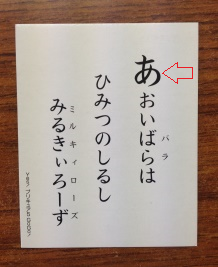 あおいばらは
バラ
ひみつのしるし
みるきぃろーず
ミルキィローズ